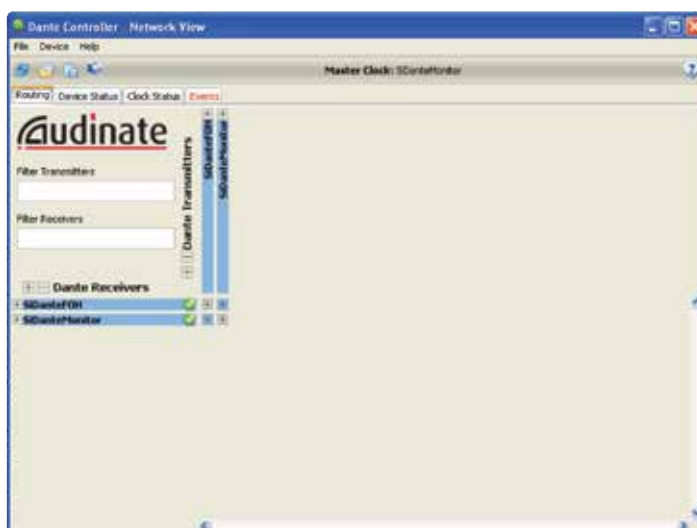 Dante Controller - Network View
File Device Help
Master Clock: SiDanteMonitor
?
Routing Device Status Clock Status Events
Audinate
Filter Transmitters
Filter Receivers
Dante Transmitters
SiDanteFOH
SiDanteMonitor
+ - Dante Receivers
+ SiDanteFOH
+ SiDanteMonitor